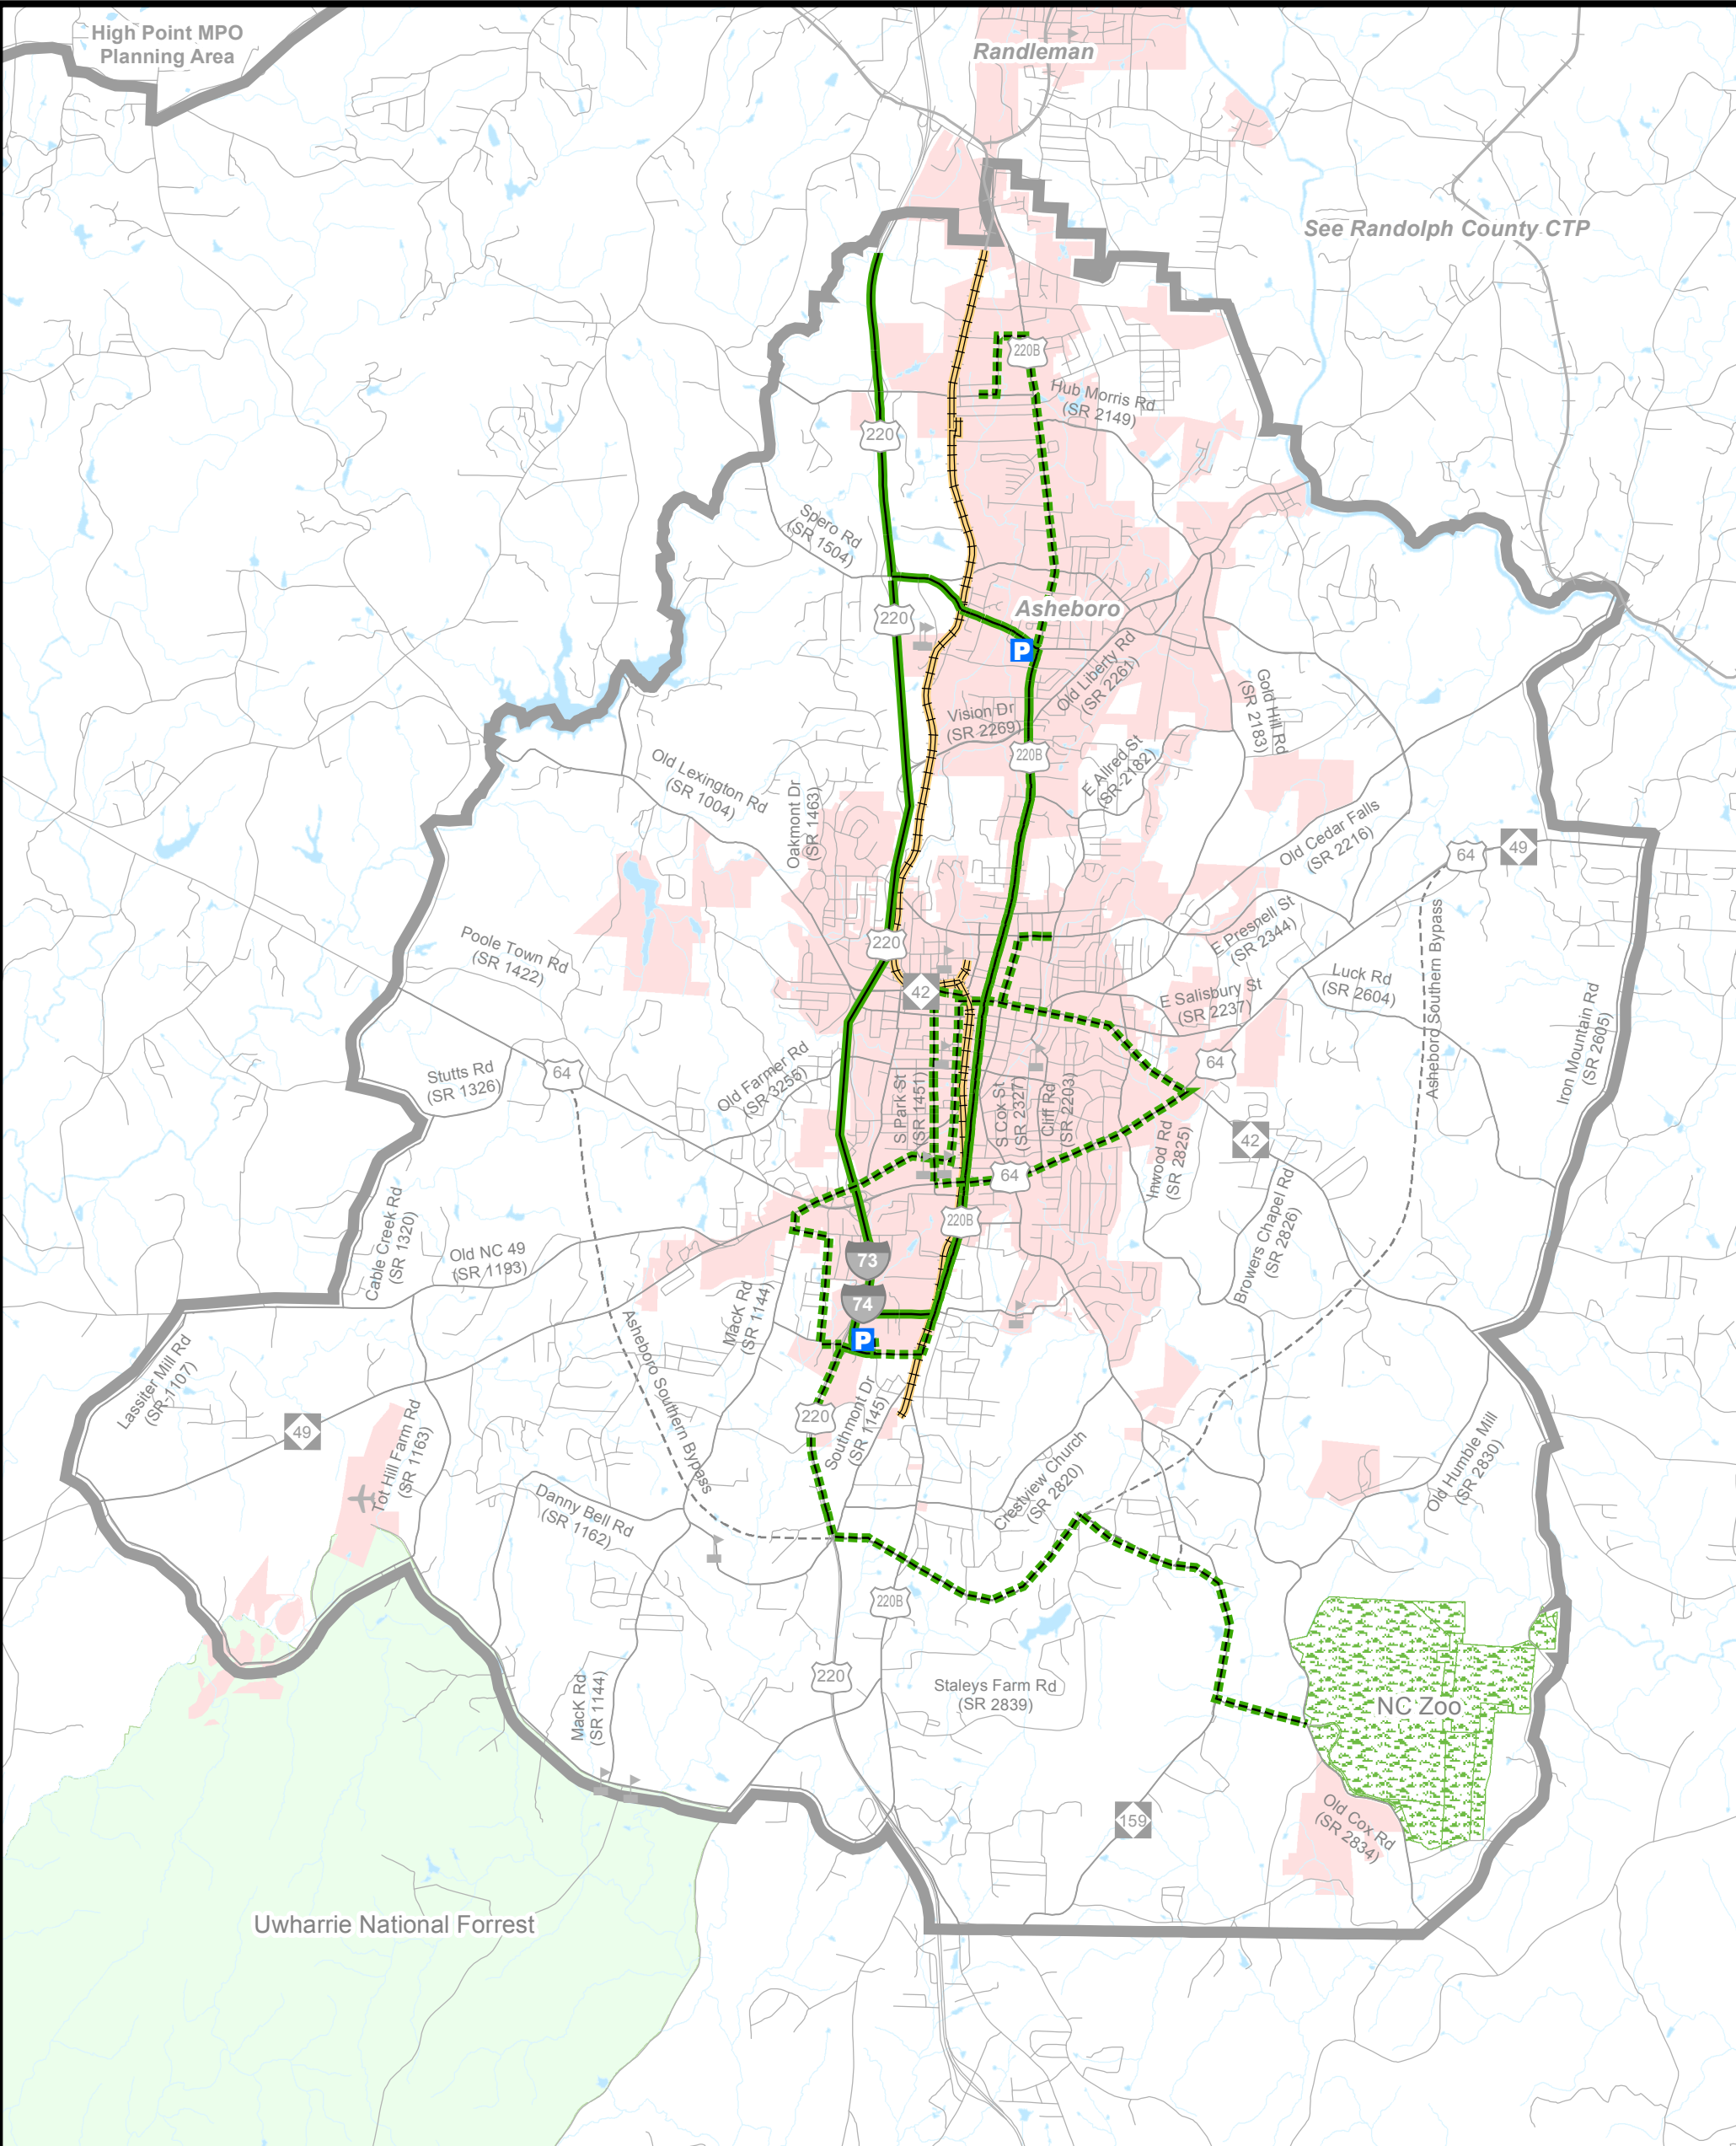 High Point MPO
Planning Area
Randleman
See Randolph County CTP
220B
Hub Morris Rd
(SR 2149)
220
Spero Rd
(SR 1504)
Asheboro
220
P
Old Liberty Rd
(SR 2261)
Gold Hill Rd
(SR 2183)
Vision Dr
(SR 2269)
220B
E Allred St
(SR-2182)
Old Lexington Rd
(SR 1004)
Oakmont Dr
(SR 1463)
Old Cedar Falls
(SR 2216)
64
49
E Presnell St
(SR 2344)
Poole Town Rd
(SR 1422)
220
42
Luck Rd
(SR 2604)
E Salisbury St
(SR 2237)
Asheboro Southern Bypass
Iron Mountain Rd
(SR 2605)
64
Stutts Rd
(SR 1326)
64
Old Farmer Rd
(SR 3255)
S Park St
(SR 1451)
S Cox St
(SR 2327)
Cliff Rd
(SR 2203)
42
Inwood Rd
(SR 2825)
64
Browers Chapel Rd
(SR 2826)
Cable Creek Rd
(SR 1320)
Old NC 49
(SR 1193)
220B
73
74
P
Mack Rd
(SR 1144)
Asheboro Southern Bypass
Lassiter Mill Rd
(SR-1107)
49
Tot Hill Farm Rd
(SR 1163)
220
Southmont Dr
(SR 1145)
Crestview Church
(SR 2820)
Old Humble Mill
(SR 2830)
Danny Bell Rd
(SR 1162)
220B
220
Mack Rd
(SR 1144)
Staleys Farm Rd
(SR 2839)
NC Zoo
159
Old Cox Rd
(SR 2834)
Uwharrie National Forrest